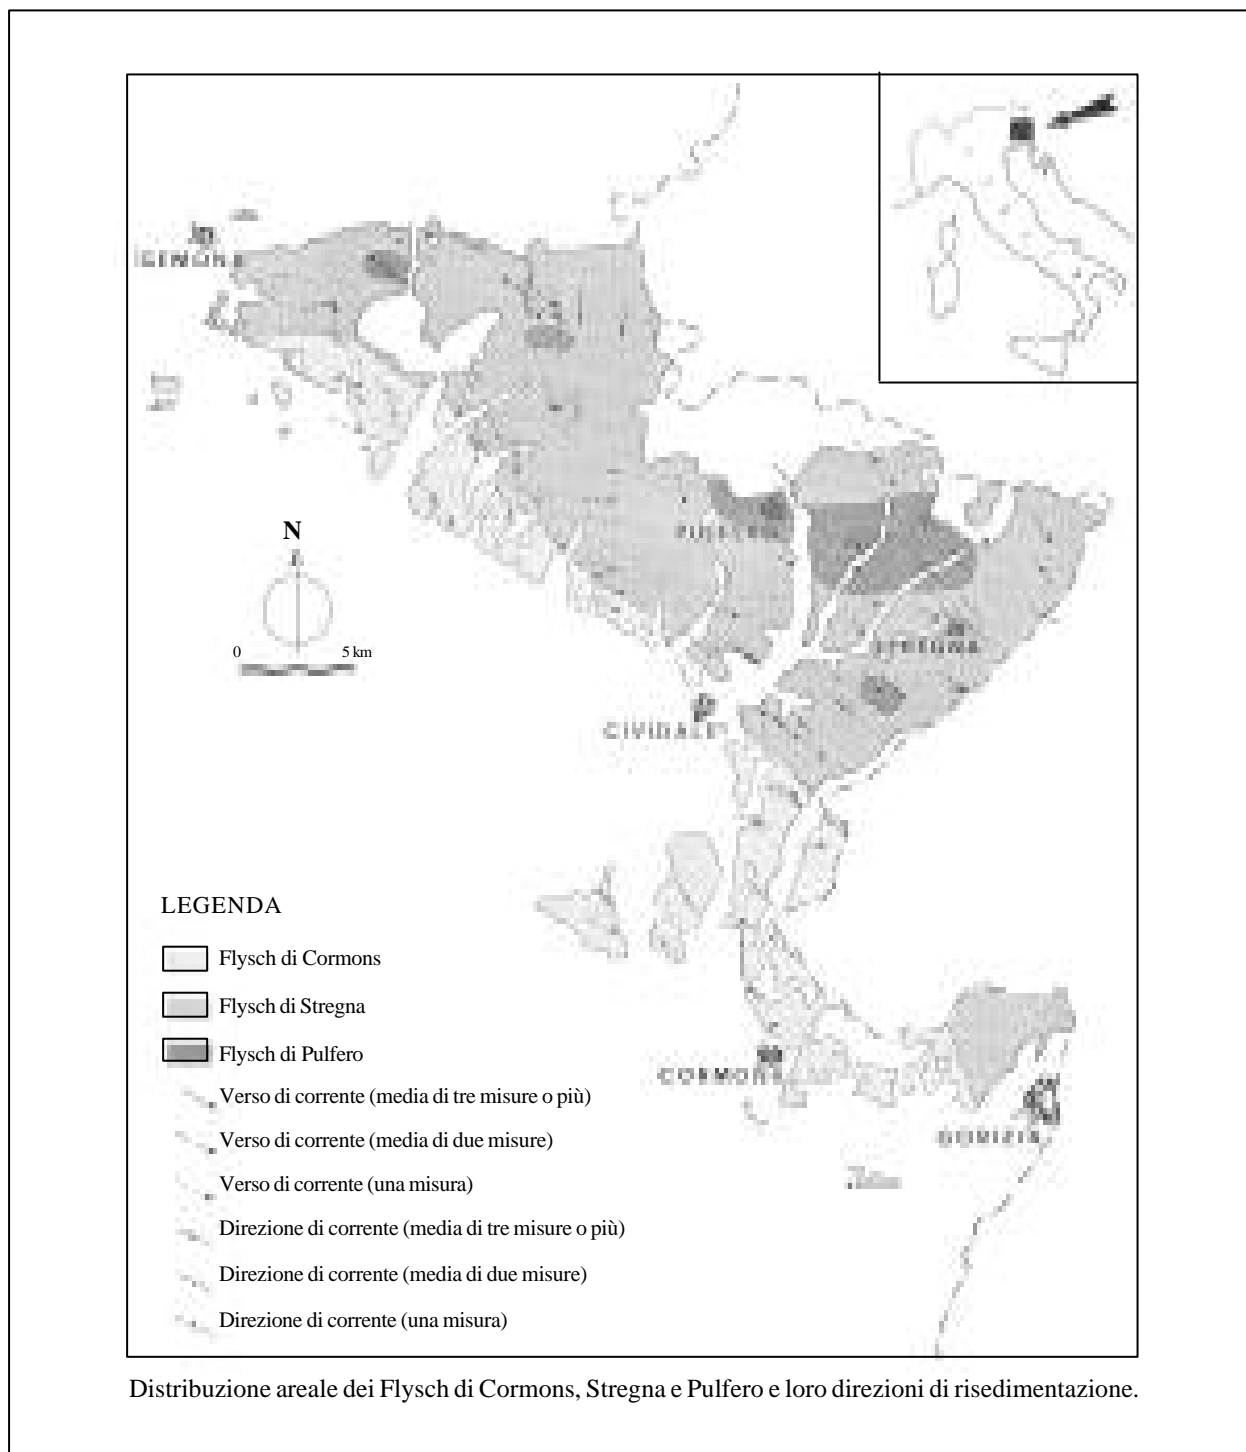 GEMONA
PULFERO
STREGNA
CIVIDALE
N
0 5 km
CORMONS
GORIZIA
LEGENDA
Flysch di Cormons
Flysch di Stregna
Flysch di Pulfero
Verso di corrente (media di tre misure o più)
Verso di corrente (media di due misure)
Verso di corrente (una misura)
Direzione di corrente (media di tre misure o più)
Direzione di corrente (media di due misure)
Direzione di corrente (una misura)
Distribuzione areale dei Flysch di Cormons, Stregna e Pulfero e loro direzioni di risedimentazione.